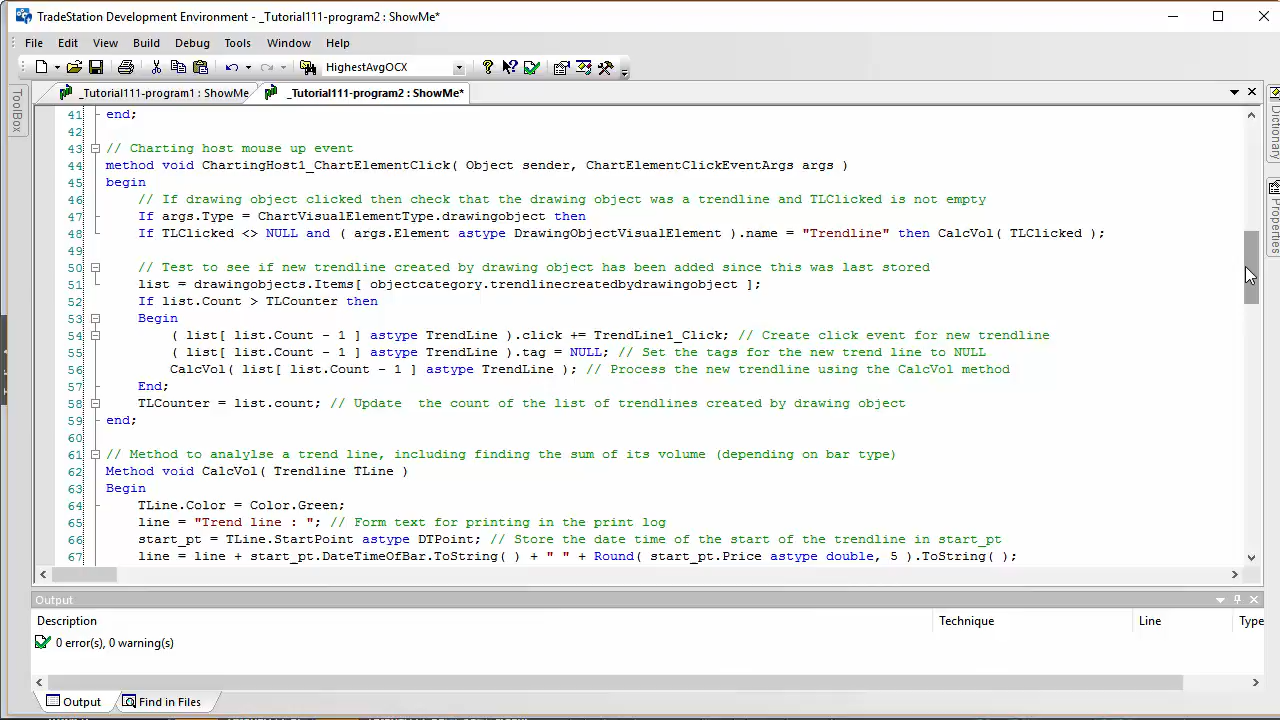 TradeStation Development Environment - _Tutorial111-program2 : ShowMe*
File Edit View Build Debug Tools Window Help
HighestAvgOCX
_Tutorial111-program1 : ShowMe _Tutorial111-program2 : ShowMe*
ToolBox
Dictionary
Properties
41 end;
42
43 // Charting host mouse up event
44 method void ChartingHost1_ChartElementClick( Object sender, ChartElementClickEventArgs args )
45 begin
46 // If drawing object clicked then check that the drawing object was a trendline and TLClicked is not empty
47 If args.Type = ChartVisualElementType.drawingobject then
48 If TLClicked <> NULL and ( args.Element astype DrawingObjectVisualElement ).name = "Trendline" then CalcVol( TLClicked );
49
50 // Test to see if new trendline created by drawing object has been added since this was last stored
51 list = drawingobjects.Items[ objectcategory.trendlinecreatedbydrawingobject ];
52 If list.Count > TLCounter then
53 Begin
54 ( list[ list.Count - 1 ] astype TrendLine ).click += TrendLine1_Click; // Create click event for new trendline
55 ( list[ list.Count - 1 ] astype TrendLine ).tag = NULL; // Set the tags for the new trend line to NULL
56 CalcVol( list[ list.Count - 1 ] astype TrendLine ); // Process the new trendline using the CalcVol method
57 End;
58 TLCounter = list.count; // Update  the count of the list of trendlines created by drawing object
59 end;
60
61 // Method to analylse a trend line, including finding the sum of its volume (depending on bar type)
62 Method void CalcVol( Trendline TLine )
63 Begin
64 TLine.Color = Color.Green;
65 line = "Trend line : "; // Form text for printing in the print log
66 start_pt = TLine.StartPoint astype DTPoint; // Store the date time of the start of the trendline in start_pt
67 line = line + start_pt.DateTimeOfBar.ToString( ) + " " + Round( start_pt.Price astype double, 5 ).ToString( );
Output
Description Technique Line Type
0 error(s), 0 warning(s)
Output Find in Files